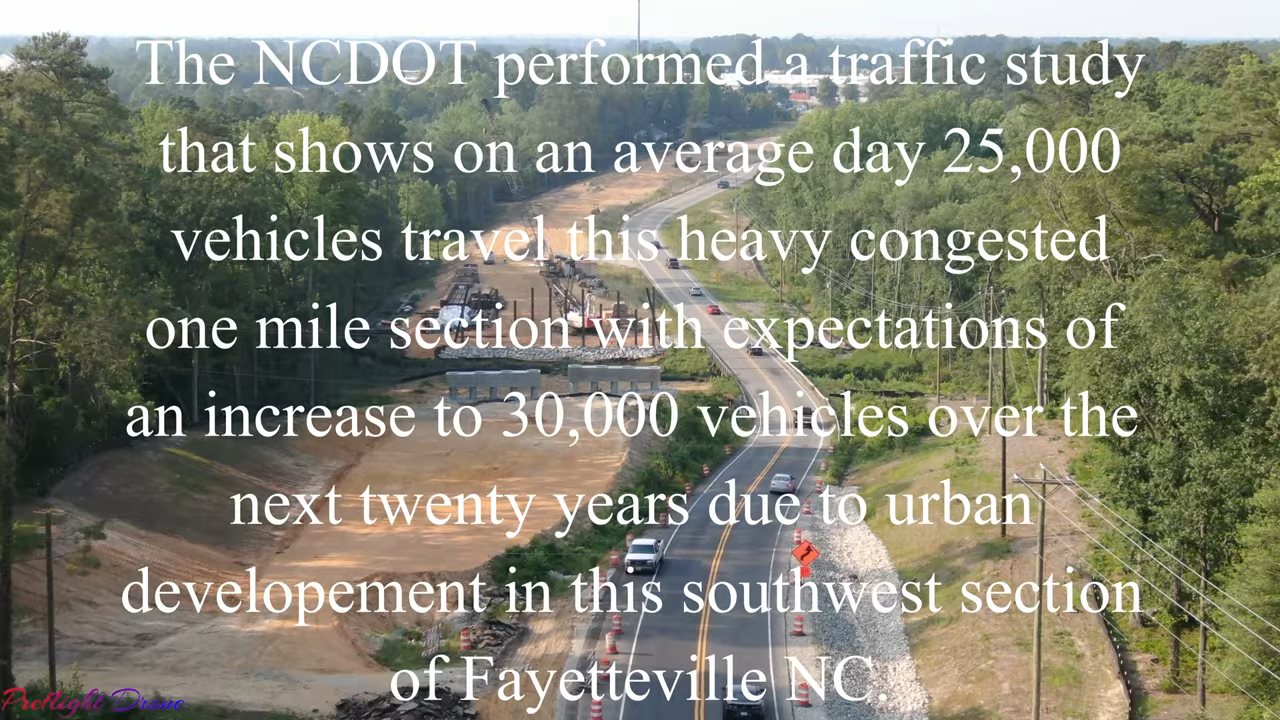 The NCDOT performed a traffic study
that shows on an average day 25,000
vehicles travel this heavy congested
one mile section with expectations of
an increase to 30,000 vehicles over the
next twenty years due to urban
developement in this southwest section
of Fayetteville NC.
Preflight Drone